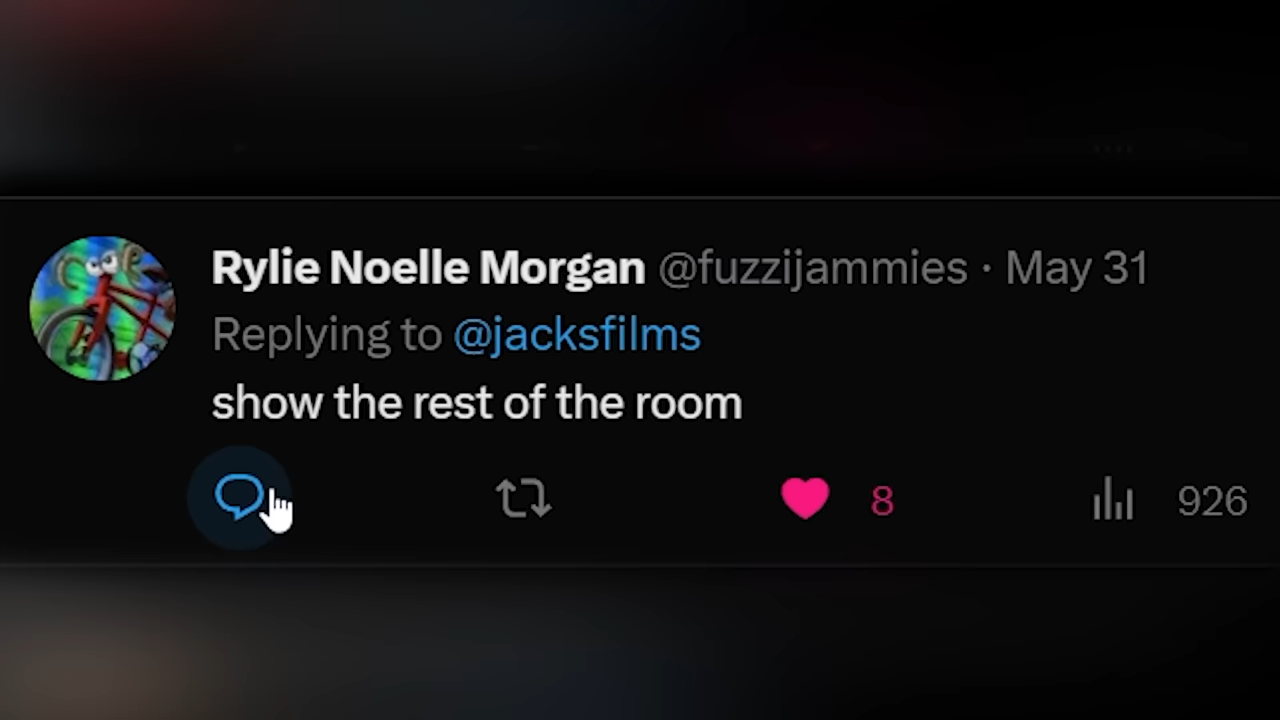 Rylie Noelle Morgan @fuzzijammies · May 31
Replying to @jacksfilms
show the rest of the room
8 926